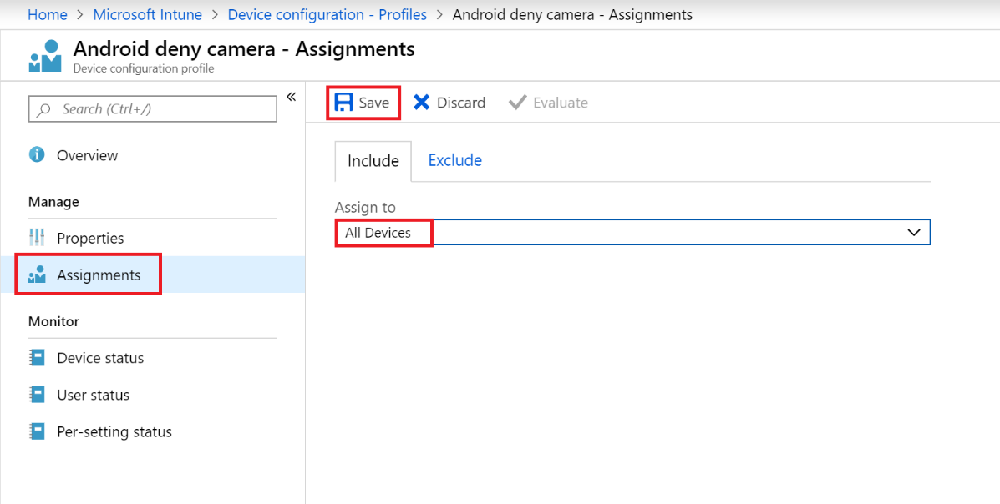 Home > Microsoft Intune > Device configuration - Profiles > Android deny camera - Assignments
Android deny camera - Assignments
Device configuration profile
Search (Ctrl+/)
«
Overview
Manage
Properties
Assignments
Monitor
Device status
User status
Per-setting status
Save Discard Evaluate
Include Exclude
Assign to
All Devices